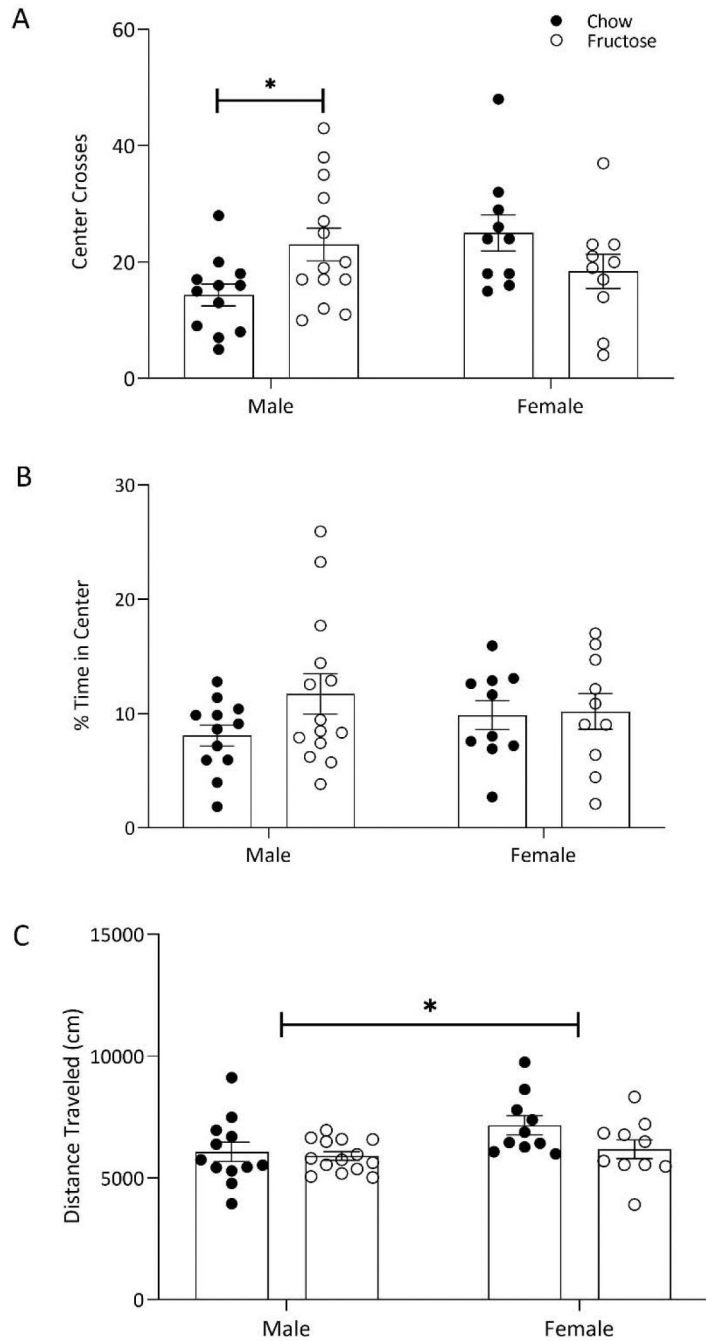 A
Chow
Fructose
60
40
20
0
*
Center Crosses
Male
Female
B
30
20
10
0
% Time in Center
Male
Female
C
15000
10000
5000
0
*
Distance Traveled (cm)
Male
Female